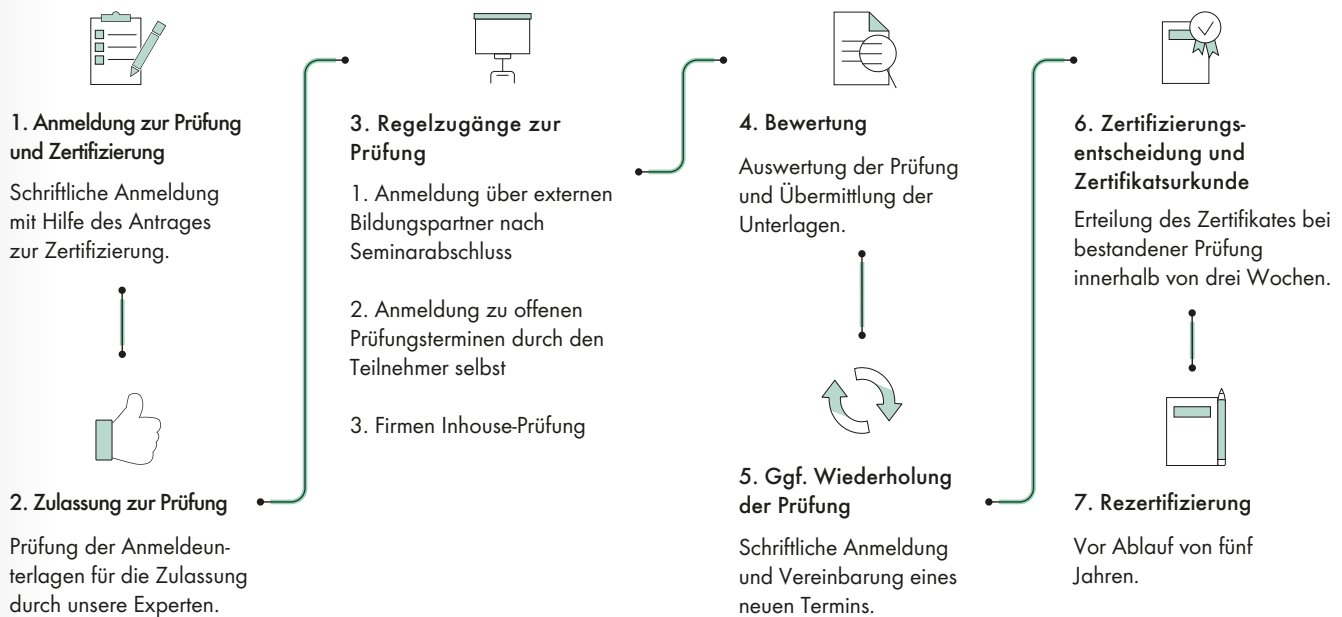 1. Anmeldung zur Prüfung
und Zertifizierung
Schriftliche Anmeldung
mit Hilfe des Antrages
zur Zertifizierung.
2. Zulassung zur Prüfung
Prüfung der Anmeldeun-
terlagen für die Zulassung
durch unsere Experten.
3. Regelzugänge zur
Prüfung
1. Anmeldung über externen
Bildungspartner nach
Seminarabschluss
2. Anmeldung zu offenen
Prüfungsterminen durch den
Teilnehmer selbst
3. Firmen Inhouse-Prüfung
4. Bewertung
Auswertung der Prüfung
und Übermittlung der
Unterlagen.
5. Ggf. Wiederholung
der Prüfung
Schriftliche Anmeldung
und Vereinbarung eines
neuen Termins.
6. Zertifizierungs-
entscheidung und
Zertifikatsurkunde
Erteilung des Zertifikates bei
bestandener Prüfung
innerhalb von drei Wochen.
7. Rezertifizierung
Vor Ablauf von fünf
Jahren.